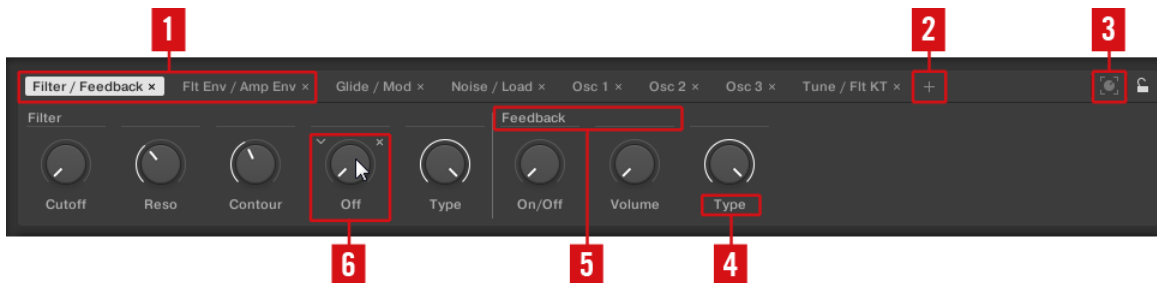 1 2 3
Filter / Feedback × Flt Env / Amp Env × Glide / Mod × Noise / Load × Osc 1 × Osc 2 × Osc 3 × Tune / Flt KT × +
Filter Feedback
Cutoff Reso Contour Off Type On/Off Volume Type
6 5 4